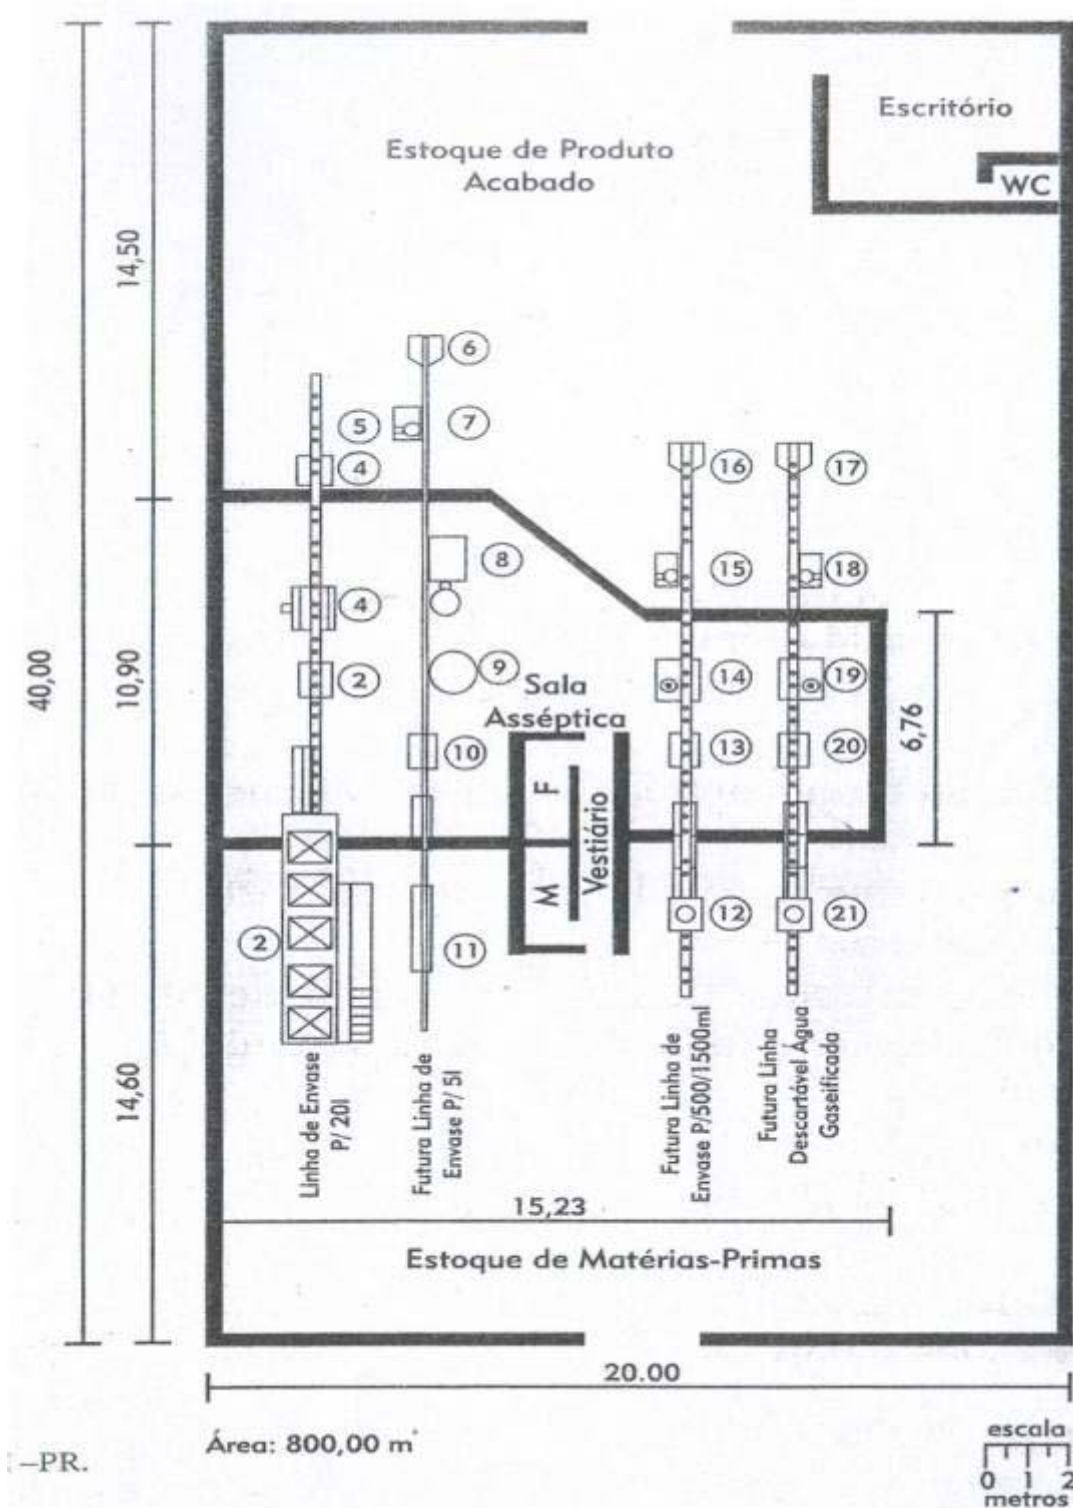 Escritório
WC
Estoque de Produto
Acabado
14,50
40,00
10,90
14,60
6
5
7
4
16
17
8
15
18
4
2
9
14
19
Sala
Asséptica
10
13
20
6,76
M F
Vestiário
2
11
12
21
Linha de Envase
P/ 20l
Futura Linha de
Envase P/ 5l
Futura Linha de
Envase P/500/1500ml
Futura Linha
Descartável Água
Gaseificada
15,23
Estoque de Matérias-Primas
20.00
Área: 800,00 m
–PR.
escala
0 1 2
metros